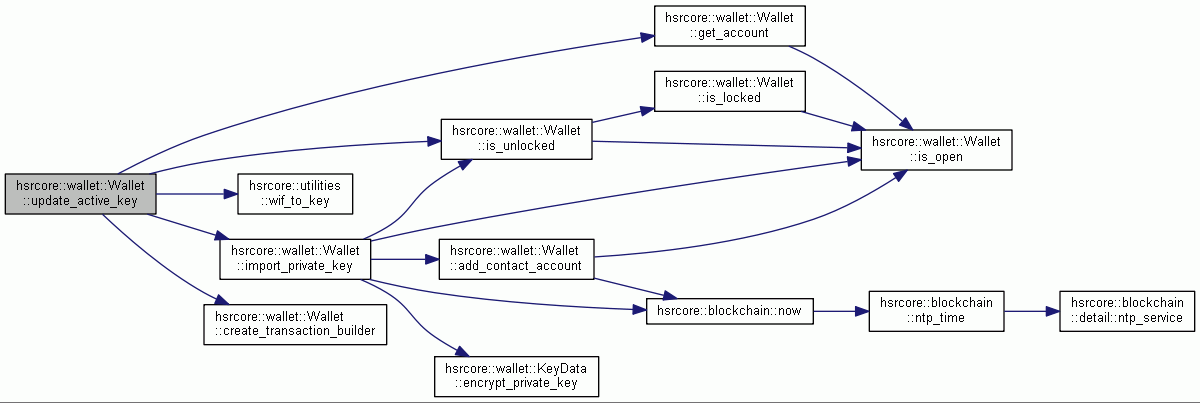 hsrcore::wallet::Wallet
::update_active_key
hsrcore::wallet::Wallet
::get_account
hsrcore::wallet::Wallet
::is_locked
hsrcore::wallet::Wallet
::is_unlocked
hsrcore::wallet::Wallet
::is_open
hsrcore::utilities
::wif_to_key
hsrcore::wallet::Wallet
::import_private_key
hsrcore::wallet::Wallet
::add_contact_account
hsrcore::wallet::Wallet
::create_transaction_builder
hsrcore::blockchain::now
hsrcore::blockchain
::ntp_time
hsrcore::blockchain
::detail::ntp_service
hsrcore::wallet::KeyData
::encrypt_private_key